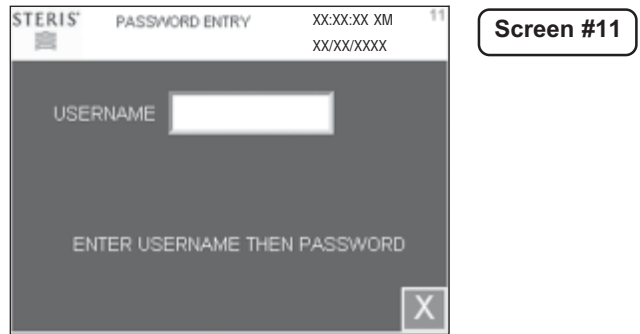 STERIS® PASSWORD ENTRY XX:XX:XX XM 11
XX/XX/XXXX
Screen #11
USERNAME
ENTER USERNAME THEN PASSWORD
X